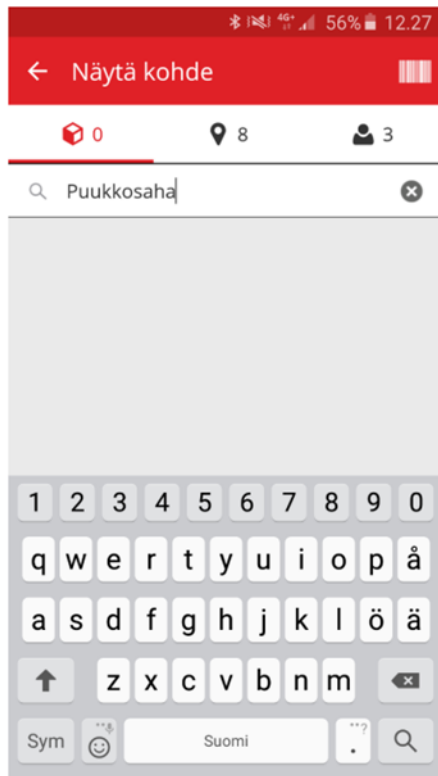 4G+ 56% 12.27
Näytä kohde
0 8 3
Puukkosaha
1 2 3 4 5 6 7 8 9 0
q w e r t y u i o p å
a s d f g h j k l ö ä
z x c v b n m
Sym Suomi . ?